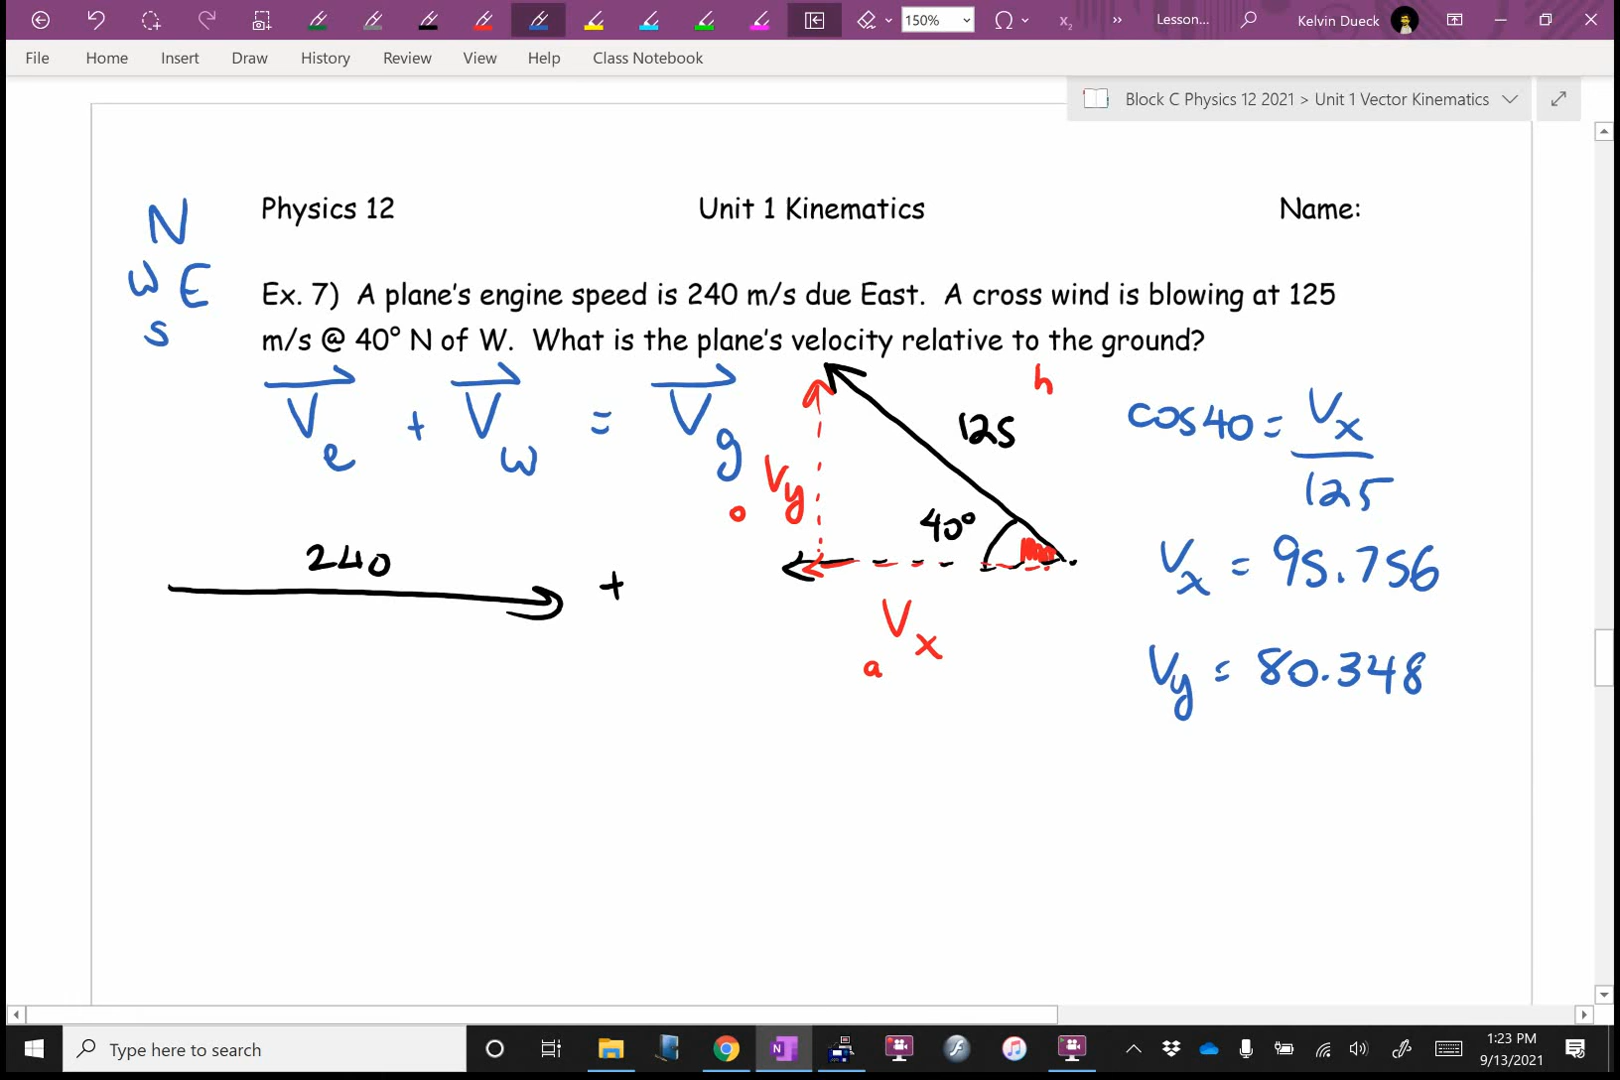 150%
Lesson...
Kelvin Dueck
File Home Insert Draw History Review View Help Class Notebook
Block C Physics 12 2021 > Unit 1 Vector Kinematics
Physics 12 Unit 1 Kinematics Name:
N
W E
S
Ex. 7) A plane's engine speed is 240 m/s due East. A cross wind is blowing at 125
m/s @ 40° N of W. What is the plane's velocity relative to the ground?
Ve + Vw = Vg
h
125
cos40 = Vx
125
Vy
o
40°
240
+
Vx = 95.756
Vx
a
Vy = 80.348
Type here to search
1:23 PM
9/13/2021